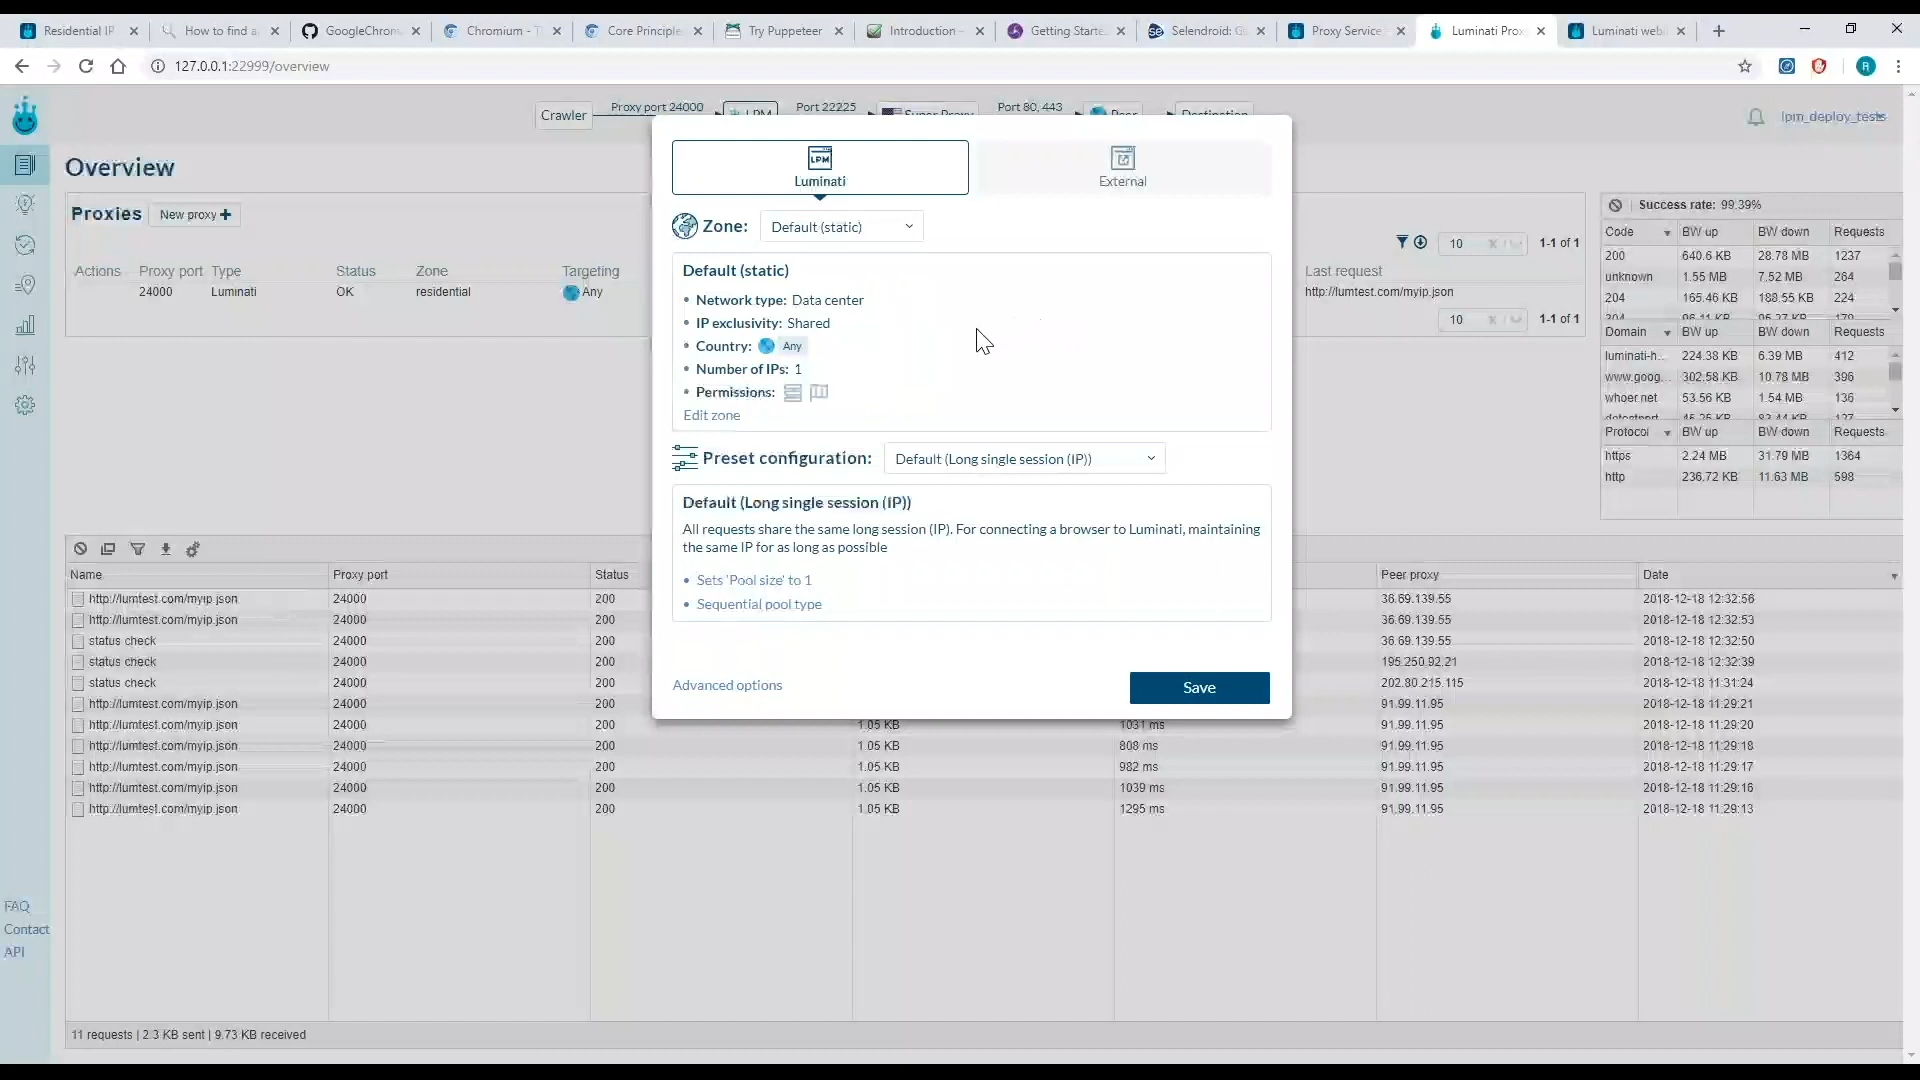 Residential IP
How to find a
GoogleChrom
Chromium - T
Core Principle
Try Puppeteer
Introduction -
Getting Starte
Selendroid: G
Proxy Service
Luminati Prox
Luminati web
127.0.0.1:22999/overview
R
Crawler
Proxy port 24000
LPM
Port 22225
Super Proxy
Port 80, 443
Peer
Destination
lpm_deploy_tests
Overview
Proxies
New proxy
Actions Proxy port Type Status Zone Targeting
24000 Luminati OK residential Any
10
1-1 of 1
Last request
http://lumtest.com/myip.json
10
1-1 of 1
Luminati
External
Zone: Default (static)
Default (static)
• Network type: Data center
• IP exclusivity: Shared
• Country: Any
• Number of IPs: 1
• Permissions:
Edit zone
Preset configuration: Default (Long single session (IP))
Default (Long single session (IP))
All requests share the same long session (IP). For connecting a browser to Luminati, maintaining
the same IP for as long as possible
• Sets 'Pool size' to 1
• Sequential pool type
Advanced options
Save
Success rate: 99.39%
Code BW up BW down Requests
200 640.6 KB 28.78 MB 1237
unknown 1.55 MB 7.52 MB 264
204 165.46 KB 188.55 KB 224
Domain BW up BW down Requests
luminati-h... 224.38 KB 6.39 MB 412
www.goog... 302.58 KB 10.78 MB 396
whoer.net 53.56 KB 1.54 MB 136
Protocol BW up BW down Requests
https 2.24 MB 31.79 MB 1364
http 236.72 KB 11.63 MB 598
Name Proxy port Status Peer proxy Date
http://lumtest.com/myip.json 24000 200 36.69.139.55 2018-12-18 12:32:56
http://lumtest.com/myip.json 24000 200 36.69.139.55 2018-12-18 12:32:53
status check 24000 200 36.69.139.55 2018-12-18 12:32:50
status check 24000 200 195.250.92.21 2018-12-18 12:32:39
status check 24000 200 202.80.215.115 2018-12-18 11:31:24
http://lumtest.com/myip.json 24000 200 91.99.11.95 2018-12-18 11:29:21
http://lumtest.com/myip.json 24000 200 1.05 KB 1031 ms 91.99.11.95 2018-12-18 11:29:20
http://lumtest.com/myip.json 24000 200 1.05 KB 808 ms 91.99.11.95 2018-12-18 11:29:18
http://lumtest.com/myip.json 24000 200 1.05 KB 982 ms 91.99.11.95 2018-12-18 11:29:17
http://lumtest.com/myip.json 24000 200 1.05 KB 1039 ms 91.99.11.95 2018-12-18 11:29:16
http://lumtest.com/myip.json 24000 200 1.05 KB 1295 ms 91.99.11.95 2018-12-18 11:29:13
FAQ
Contact
API
11 requests | 2.3 KB sent | 9.73 KB received